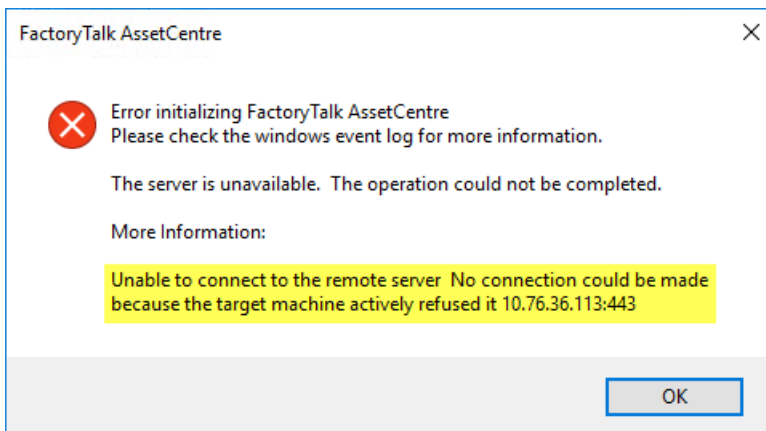 FactoryTalk AssetCentre
Error initializing FactoryTalk AssetCentre
Please check the windows event log for more information.
The server is unavailable.  The operation could not be completed.
More Information:
Unable to connect to the remote server  No connection could be made
because the target machine actively refused it 10.76.36.113:443
OK